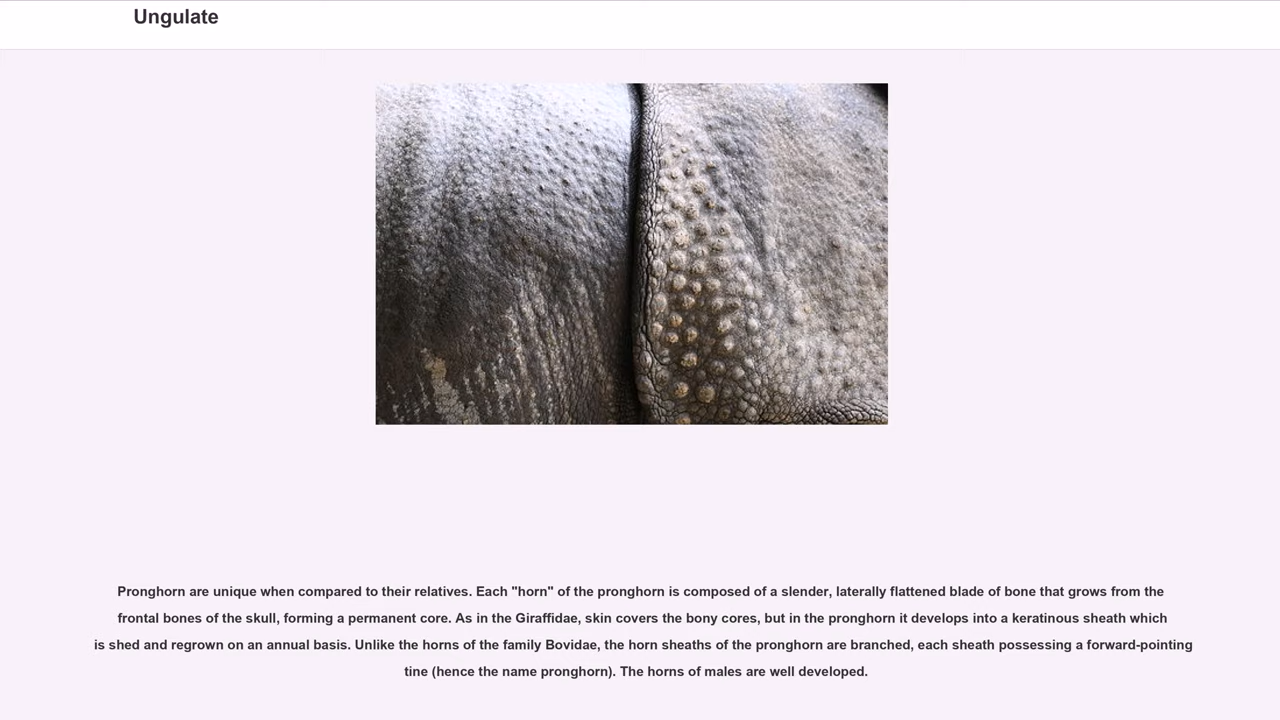 Ungulate
Pronghorn are unique when compared to their relatives. Each "horn" of the pronghorn is composed of a slender, laterally flattened blade of bone that grows from the
frontal bones of the skull, forming a permanent core. As in the Giraffidae, skin covers the bony cores, but in the pronghorn it develops into a keratinous sheath which
is shed and regrown on an annual basis. Unlike the horns of the family Bovidae, the horn sheaths of the pronghorn are branched, each sheath possessing a forward-pointing
tine (hence the name pronghorn). The horns of males are well developed.